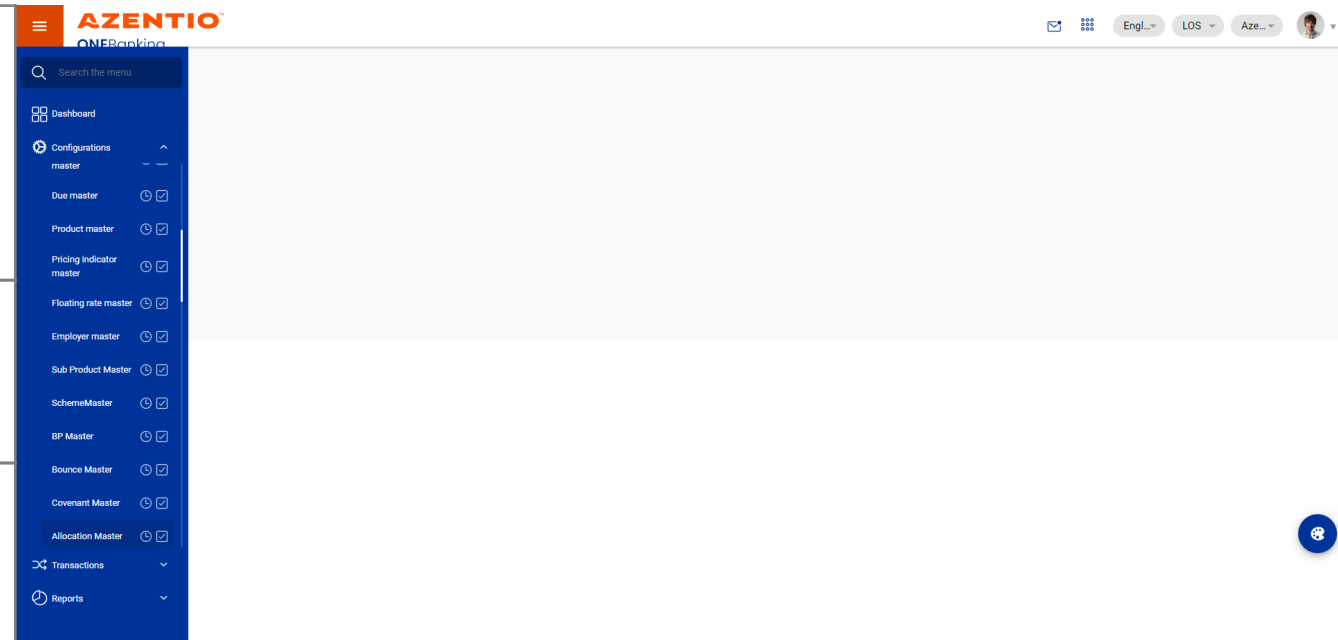 AZENTIO™
ONEBanking
Engl...
LOS
Aze...
Search the menu
Dashboard
Configurations
master
Due master
Product master
Pricing indicator
master
Floating rate master
Employer master
Sub Product Master
SchemeMaster
BP Master
Bounce Master
Covenant Master
Allocation Master
Transactions
Reports